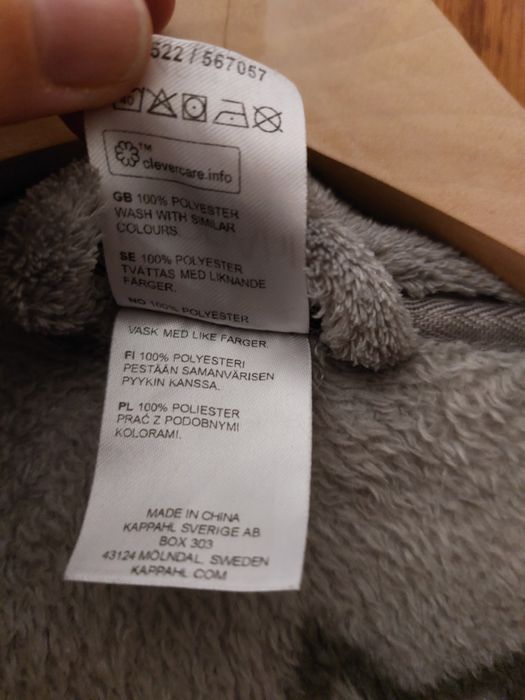 522 / 567057
40
TM
clevercare.info
GB 100% POLYESTER
WASH WITH SIMILAR
COLOURS.
SE 100% POLYESTER
TVÄTTAS MED LIKNANDE
FÄRGER.
NO 100% POLYESTER
VASK MED LIKE FARGER.
FI 100% POLYESTERI
PESTÄÄN SAMANVÄRISEN
PYYKIN KANSSA.
PL 100% POLIESTER
PRAĆ Z PODOBNYMI
KOLORAMI.
MADE IN CHINA
KAPPAHL SVERIGE AB
BOX 303
43124 MÖLNDAL, SWEDEN
KAPPAHL.COM